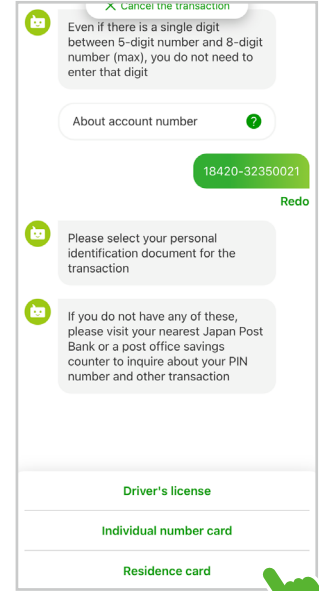 X Cancel the transaction
Even if there is a single digit
between 5-digit number and 8-digit
number (max), you do not need to
enter that digit
About account number ?
18420-32350021
Redo
Please select your personal
identification document for the
transaction
If you do not have any of these,
please visit your nearest Japan Post
Bank or a post office savings
counter to inquire about your PIN
number and other transaction
Driver's license
Individual number card
Residence card